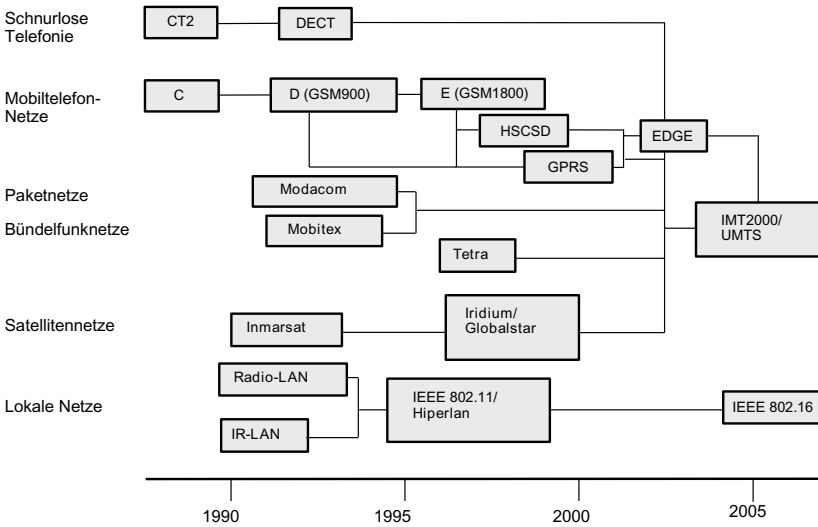 Schnurlose
Telefonie
CT2
DECT
Mobiltelefon-
Netze
C
D (GSM900)
E (GSM1800)
HSCSD
EDGE
GPRS
Paketnetze
Modacom
Bündelfunknetze
Mobitex
IMT2000/
UMTS
Tetra
Satellitennetze
Inmarsat
Iridium/
Globalstar
Lokale Netze
Radio-LAN
IR-LAN
IEEE 802.11/
Hiperlan
IEEE 802.16
1990
1995
2000
2005